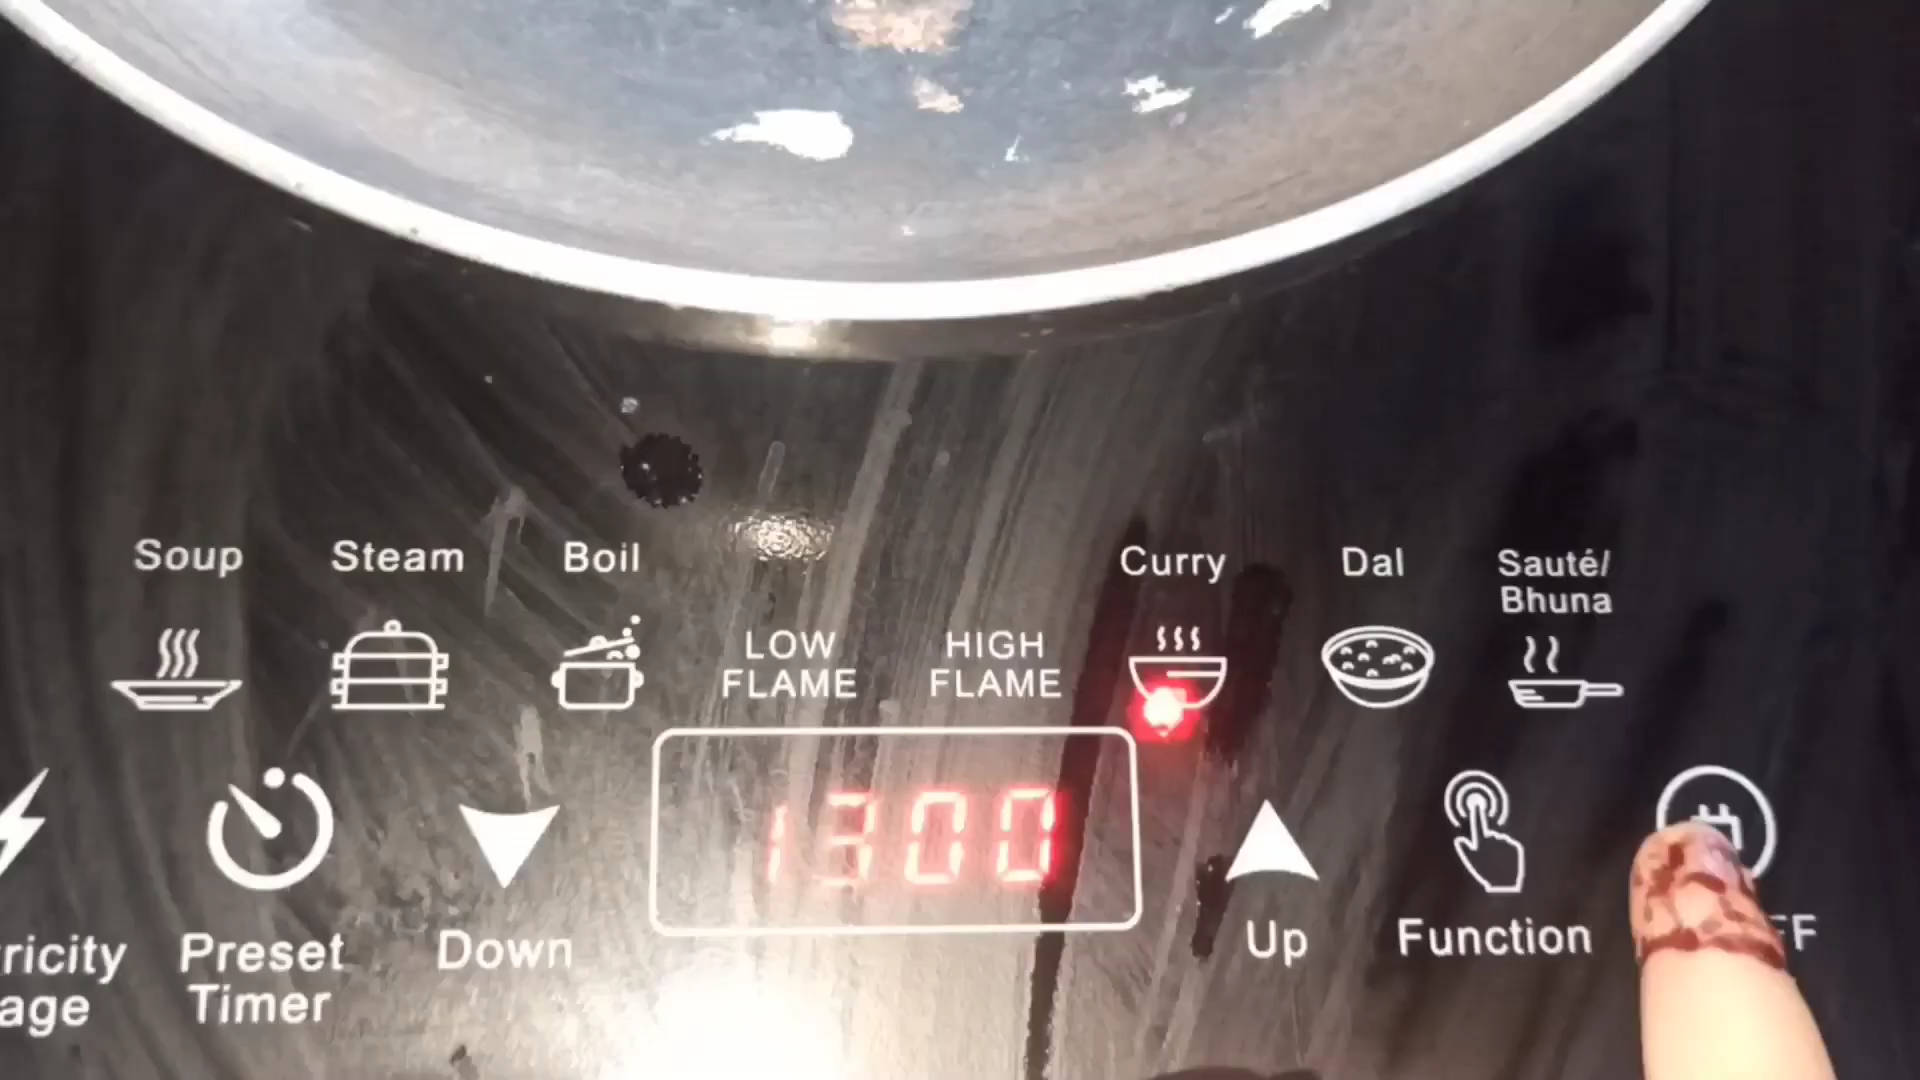 Soup
Steam
Boil
LOW
FLAME
HIGH
FLAME
Curry
Dal
Sauté/
Bhuna
1300
Preset
Timer
Down
Up
Function